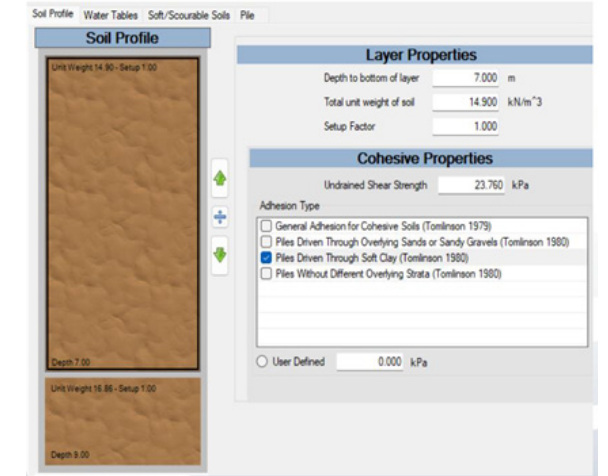 Soil Profile Water Tables Soft/Scourable Soils Pile
Soil Profile
Unit Weight 14.90 - Setup 1.00
Depth 7.00
Unit Weight 16.86 - Setup 1.00
Depth 9.00
Layer Properties
Depth to bottom of layer 7.000 m
Total unit weight of soil 14.900 kN/m^3
Setup Factor 1.000
Cohesive Properties
Undrained Shear Strength 23.760 kPa
Adhesion Type
General Adhesion for Cohesive Soils (Tomlinson 1979)
Piles Driven Through Overlying Sands or Sandy Gravels (Tomlinson 1980)
Piles Driven Through Soft Clay (Tomlinson 1980)
Piles Without Different Overlying Strata (Tomlinson 1980)
User Defined 0.000 kPa